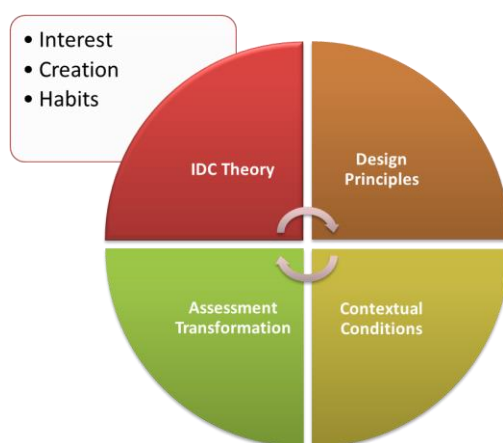 • Interest
• Creation
• Habits
IDC Theory
Design
Principles
Assessment
Transformation
Contextual
Conditions